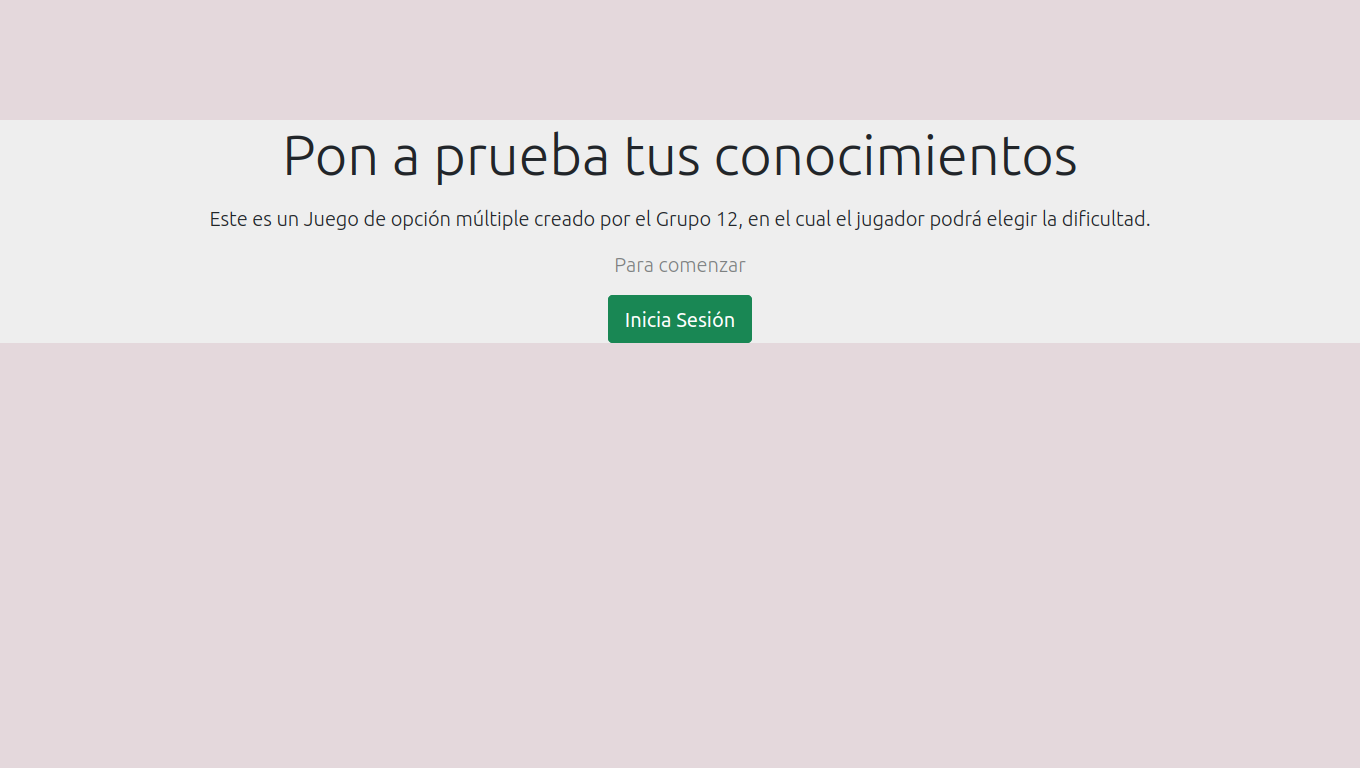 Pon a prueba tus conocimientos
Este es un Juego de opción múltiple creado por el Grupo 12, en el cual el jugador podrá elegir la dificultad.
Para comenzar
Inicia Sesión